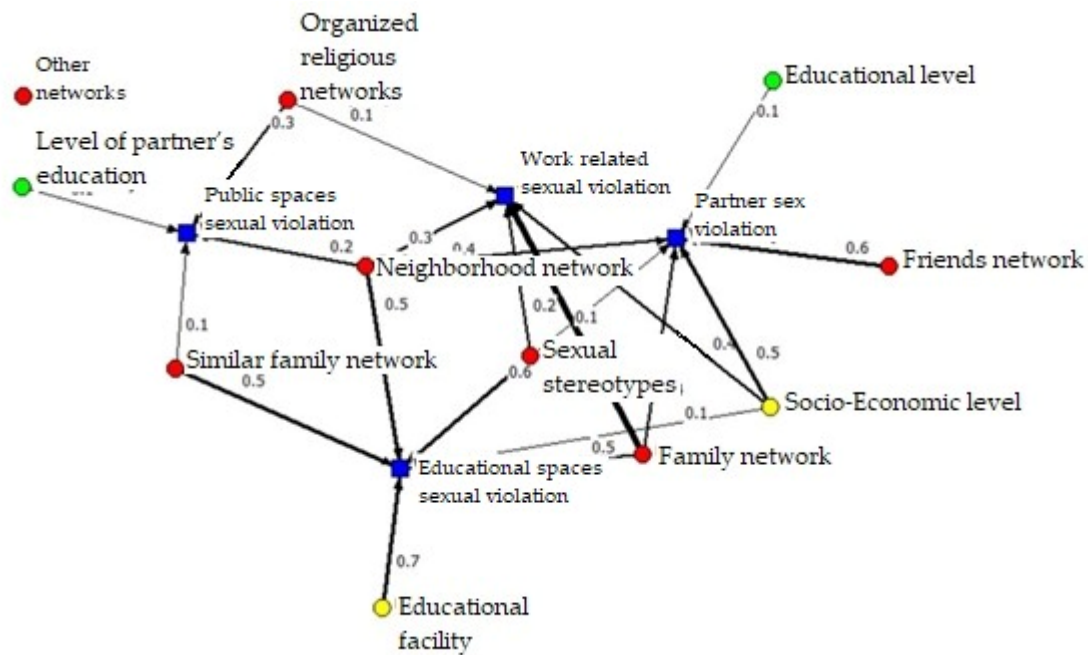 Organized
religious
networks
Other
networks
Educational level
0.3
0.1
0.1
Level of partner's
education
Work related
sexual violation
Public spaces
sexual violation
Partner sex
violation
0.2
0.3
0.4
0.6
Neighborhood network
Friends network
0.5
0.2
0.1
0.1
Similar family network
0.5
0.6
Sexual
stereotypes
0.4
0.5
Socio-Economic level
0.1
0.5
Family network
Educational spaces
sexual violation
0.7
Educational
facility